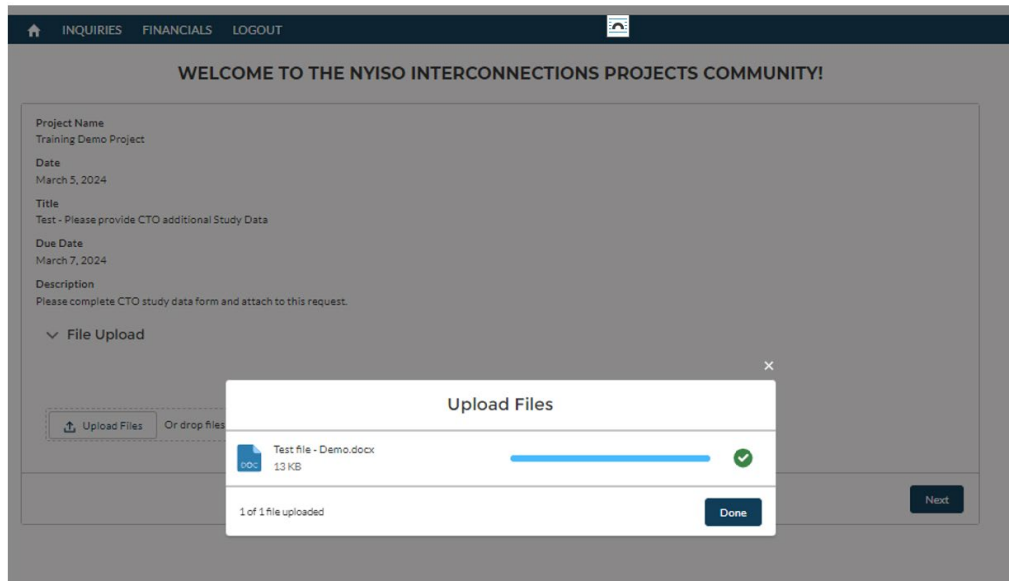 INQUIRIES FINANCIALS LOGOUT
WELCOME TO THE NYISO INTERCONNECTIONS PROJECTS COMMUNITY!
Project Name
Training Demo Project
Date
March 5, 2024
Title
Test - Please provide CTO additional Study Data
Due Date
March 7, 2024
Description
Please complete CTO study data form and attach to this request.
File Upload
Upload Files Or drop files
Upload Files
DOC
Test file - Demo.docx
13 KB
1 of 1 file uploaded
Done
Next